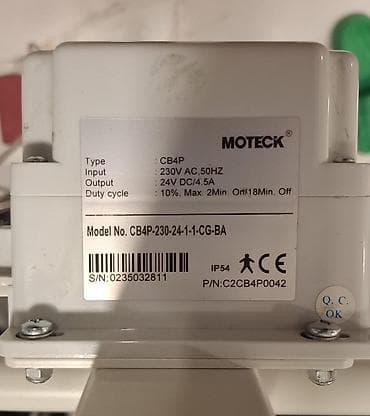 MOTECK®
Type : CB4P
Input : 230V AC,50HZ
Output : 24V DC/4.5A
Duty cycle : 10%, Max. 2Min. On/18Min. Off
Model No. CB4P-230-24-1-1-CG-BA
S/N:0235032811
IP54 CE
P/N:C2CB4P0042
Q. C.
OK